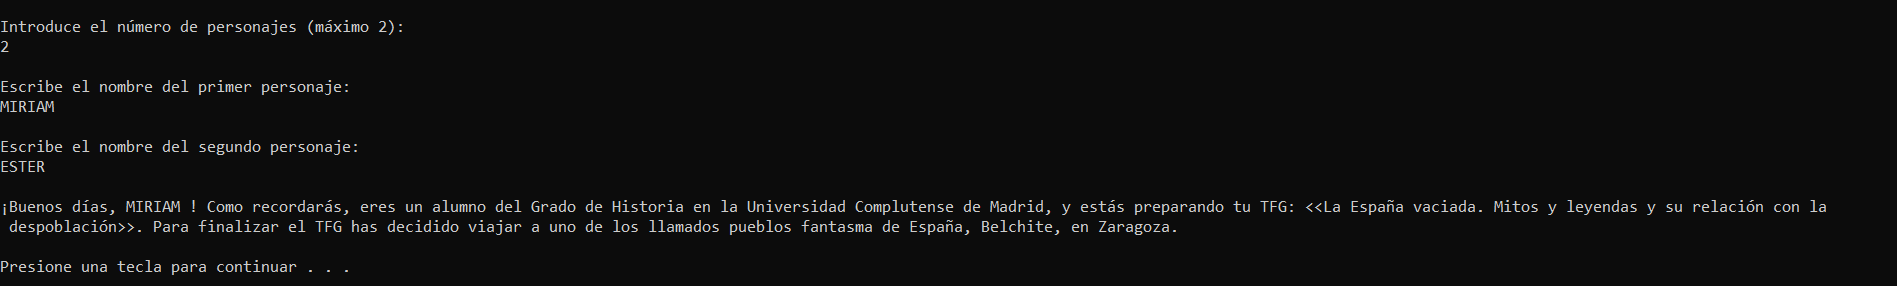 Introduce el número de personajes (máximo 2):
2
Escribe el nombre del primer personaje:
MIRIAM
Escribe el nombre del segundo personaje:
ESTER
¡Buenos días, MIRIAM ! Como recordarás, eres un alumno del Grado de Historia en la Universidad Complutense de Madrid, y estás preparando tu TFG: <<La España vaciada. Mitos y leyendas y su relación con la
despoblación>>. Para finalizar el TFG has decidido viajar a uno de los llamados pueblos fantasma de España, Belchite, en Zaragoza.
Presione una tecla para continuar . . .